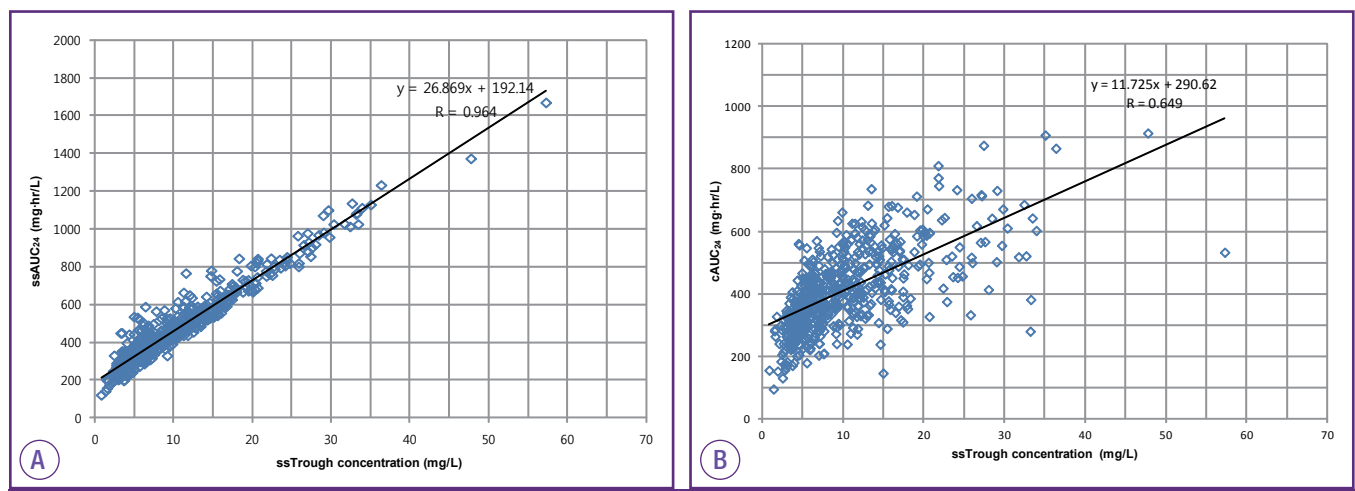 2000
1800
1600
1400
1200
1000
800
600
400
200
0
ssAUC24 (mg·hr/L)
y = 26.869x + 192.14
R = 0.964
0 10 20 30 40 50 60 70
ssTrough concentration (mg/L)
A
1200
1000
800
600
400
200
0
cAUC24 (mg·hr/L)
y = 11.725x + 290.62
R = 0.649
0 10 20 30 40 50 60 70
ssTrough concentration (mg/L)
B